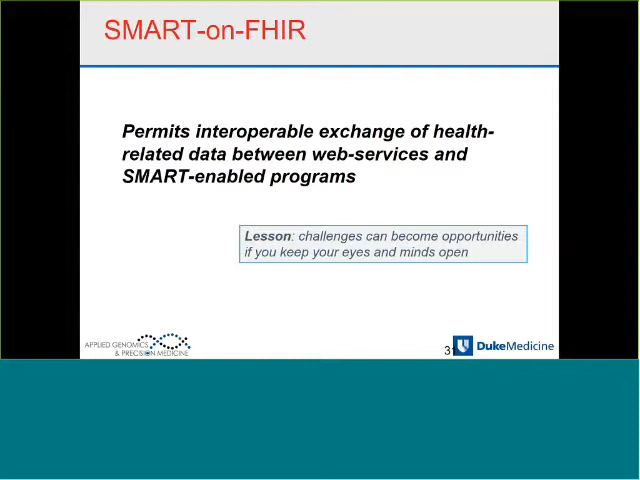 SMART-on-FHIR
Permits interoperable exchange of health-
related data between web-services and
SMART-enabled programs
Lesson: challenges can become opportunities
if you keep your eyes and minds open
APPLIED GENOMICS
& PRECISION MEDICINE
31
DukeMedicine